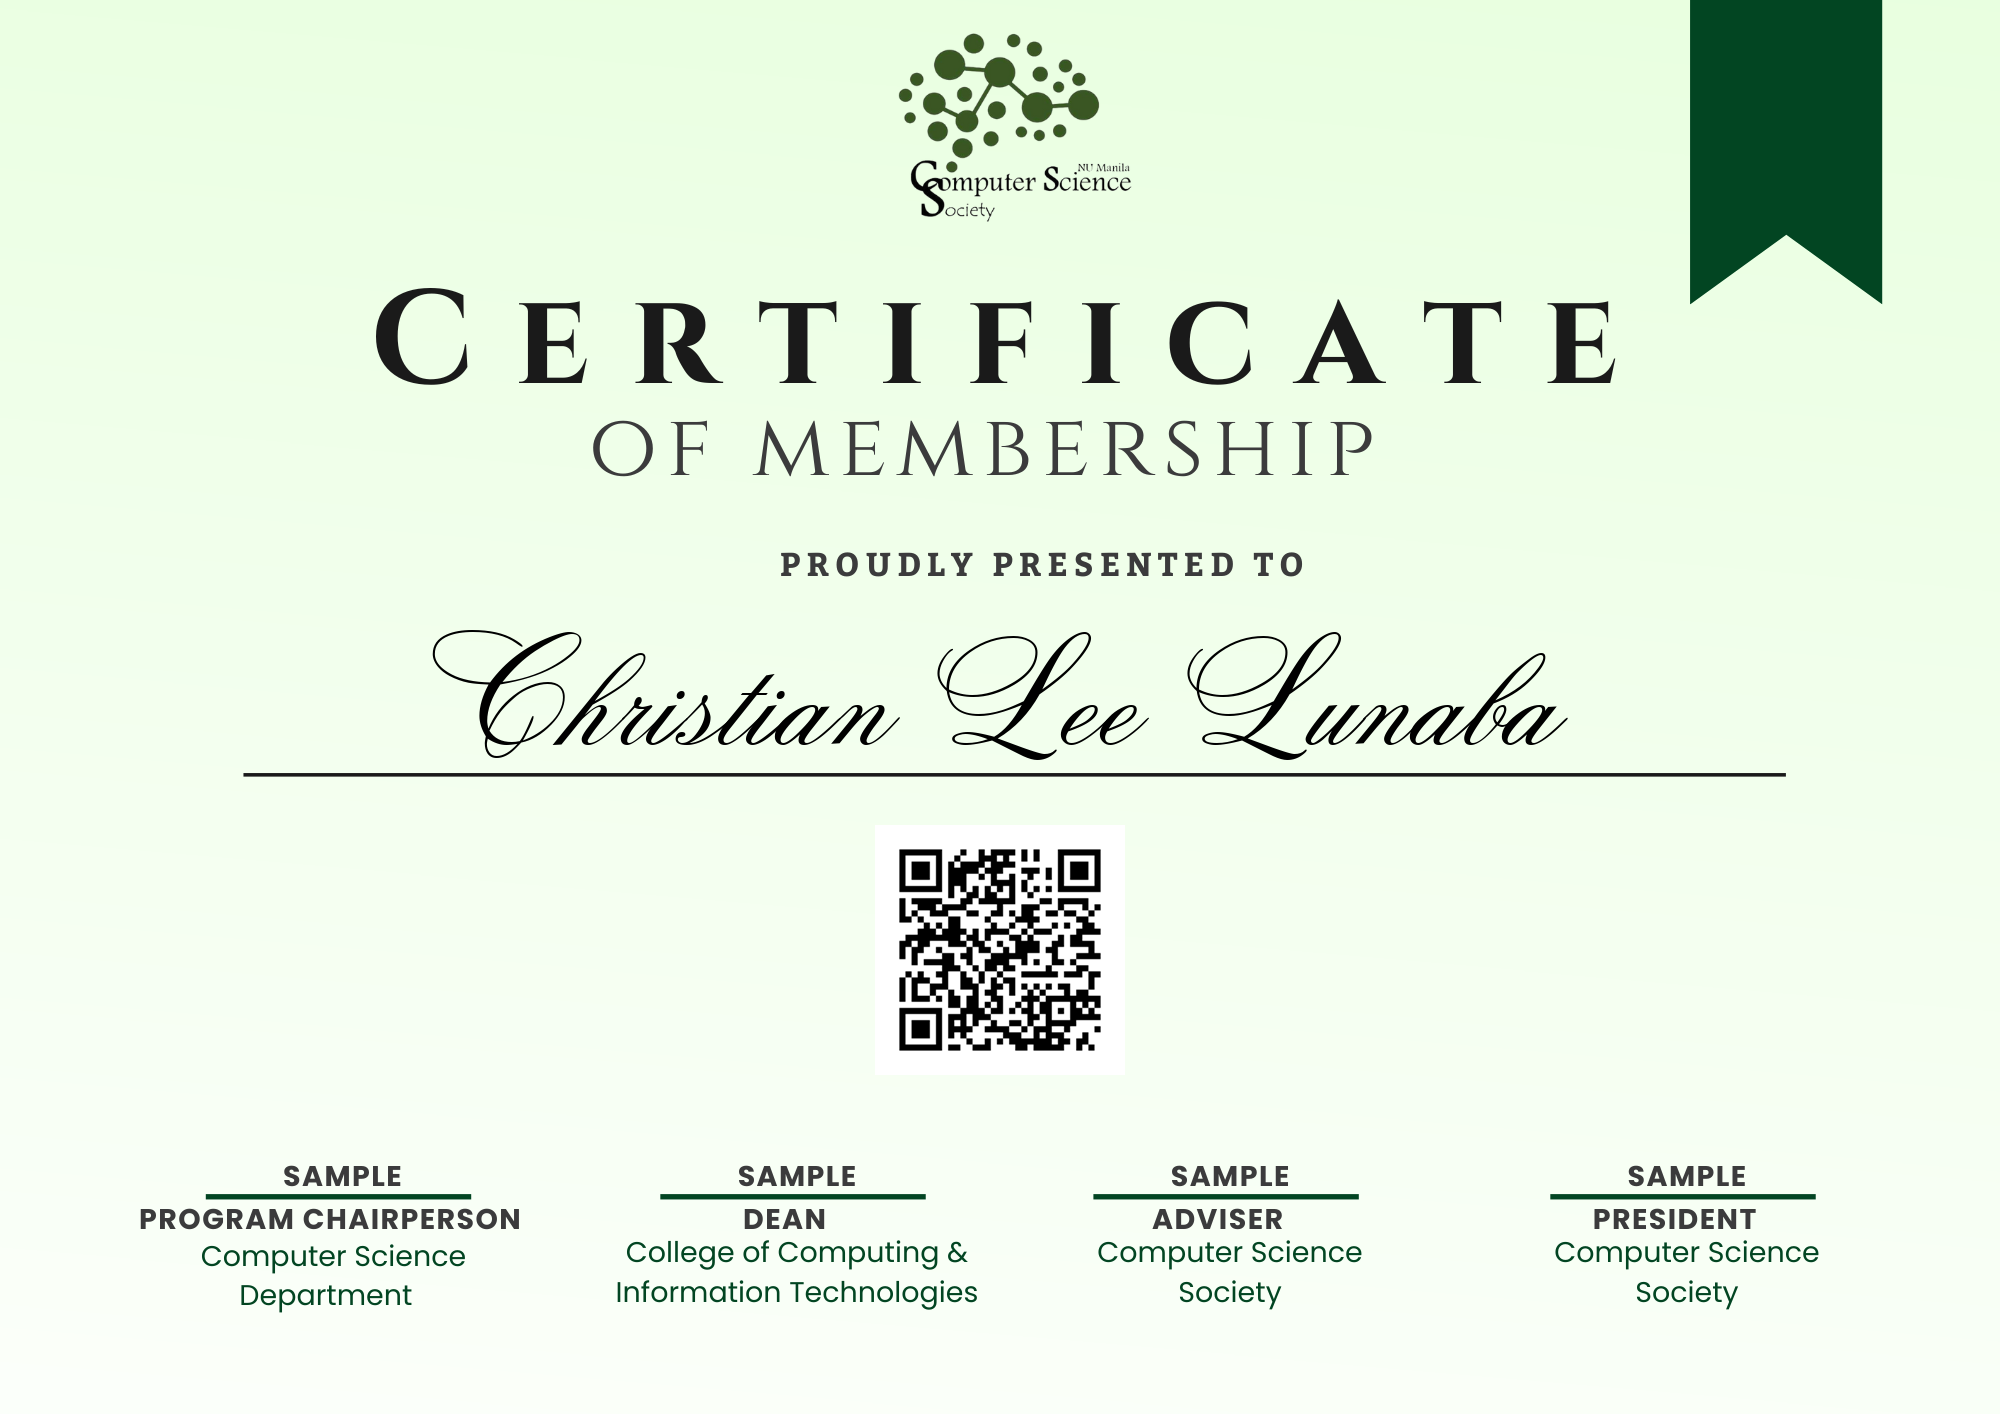 NU Manila
Computer Science
Society
CERTIFICATE
OF MEMBERSHIP
PROUDLY PRESENTED TO
Christian Lee Lunaba
SAMPLE
PROGRAM CHAIRPERSON
Computer Science
Department
SAMPLE
DEAN
College of Computing &
Information Technologies
SAMPLE
ADVISER
Computer Science
Society
SAMPLE
PRESIDENT
Computer Science
Society